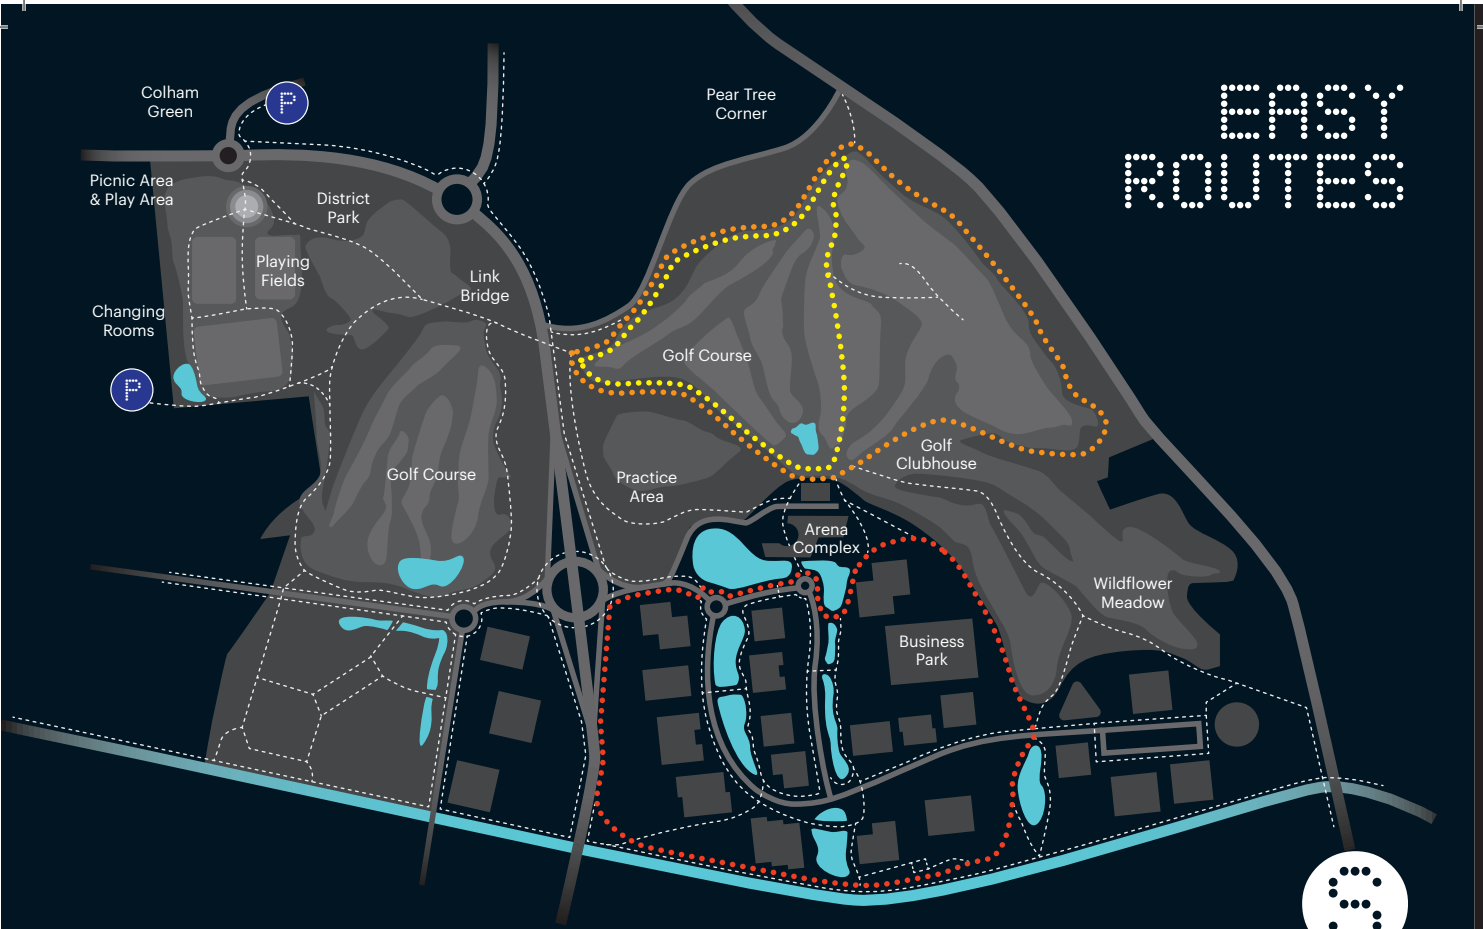 EASY
ROUTES
Colham
Green
P
Pear Tree
Corner
Picnic Area
& Play Area
District
Park
Playing
Fields
Link
Bridge
Changing
Rooms
P
Golf Course
Golf Course
Golf
Clubhouse
Practice
Area
Arena
Complex
Wildflower
Meadow
Business
Park
S